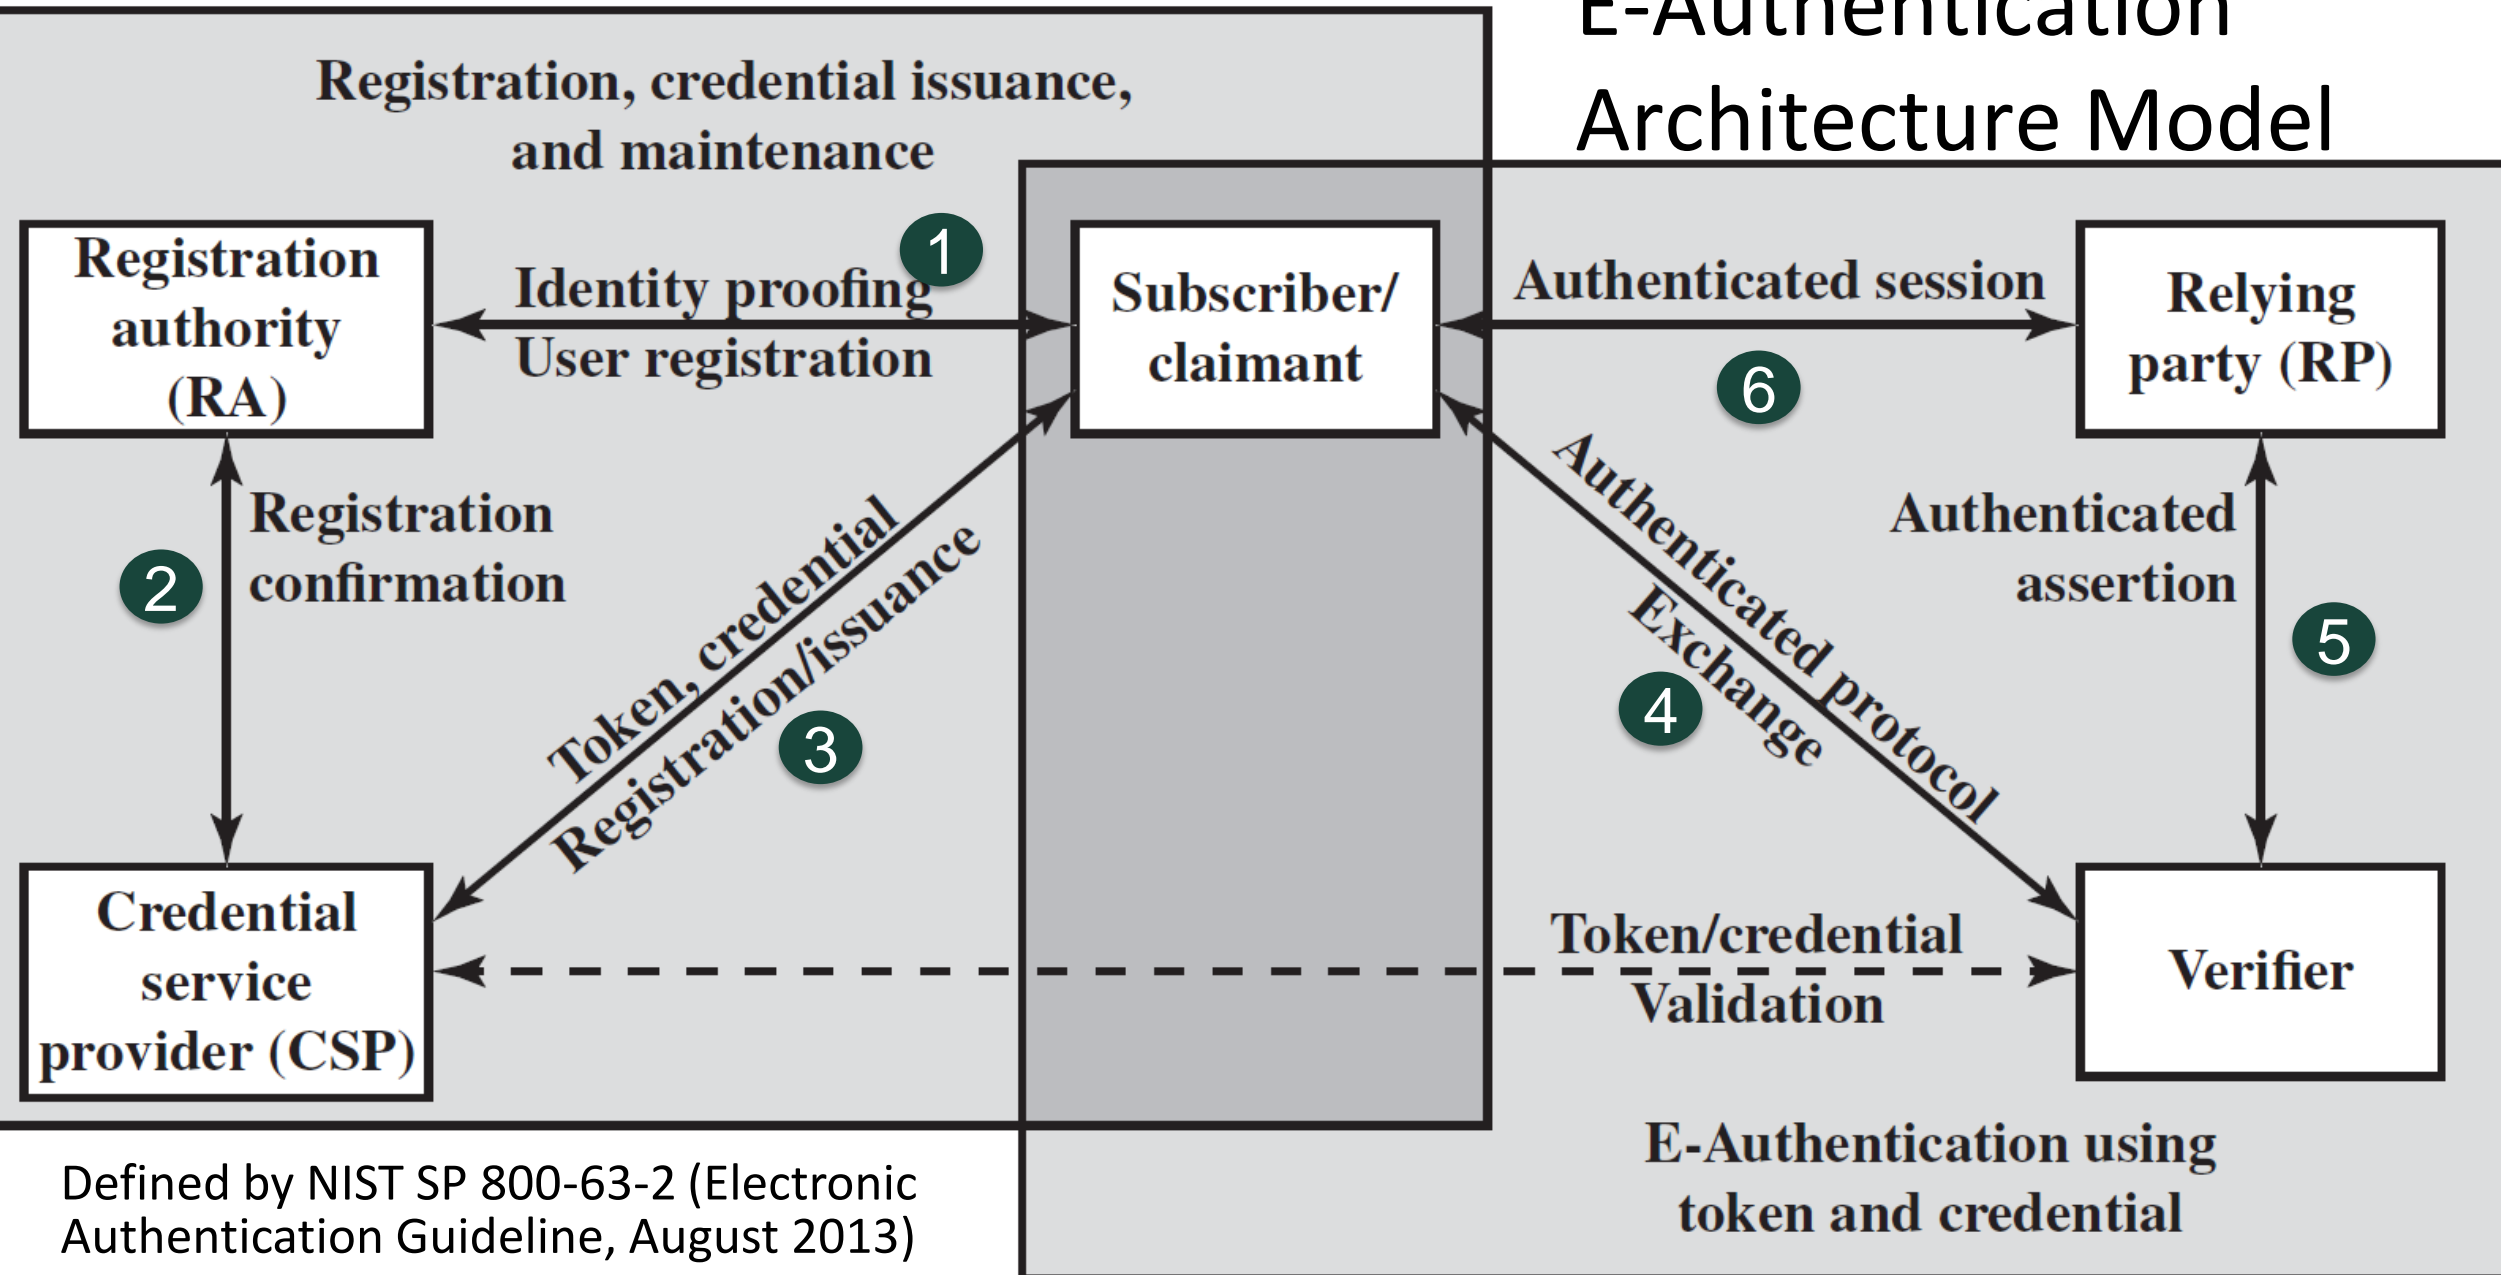 E-Authentication
Architecture Model
Registration, credential issuance,
and maintenance
Registration
authority
(RA)
1
Identity proofing
User registration
Subscriber/
claimant
Authenticated session
6
Relying
party (RP)
2
Registration
confirmation
Token, credential
Registration/issuance
3
Authenticated protocol
Exchange
4
Authenticated
assertion
5
Credential
service
provider (CSP)
Token/credential
Validation
Verifier
E-Authentication using
token and credential
Defined by NIST SP 800-63-2 (Electronic
Authentication Guideline, August 2013)